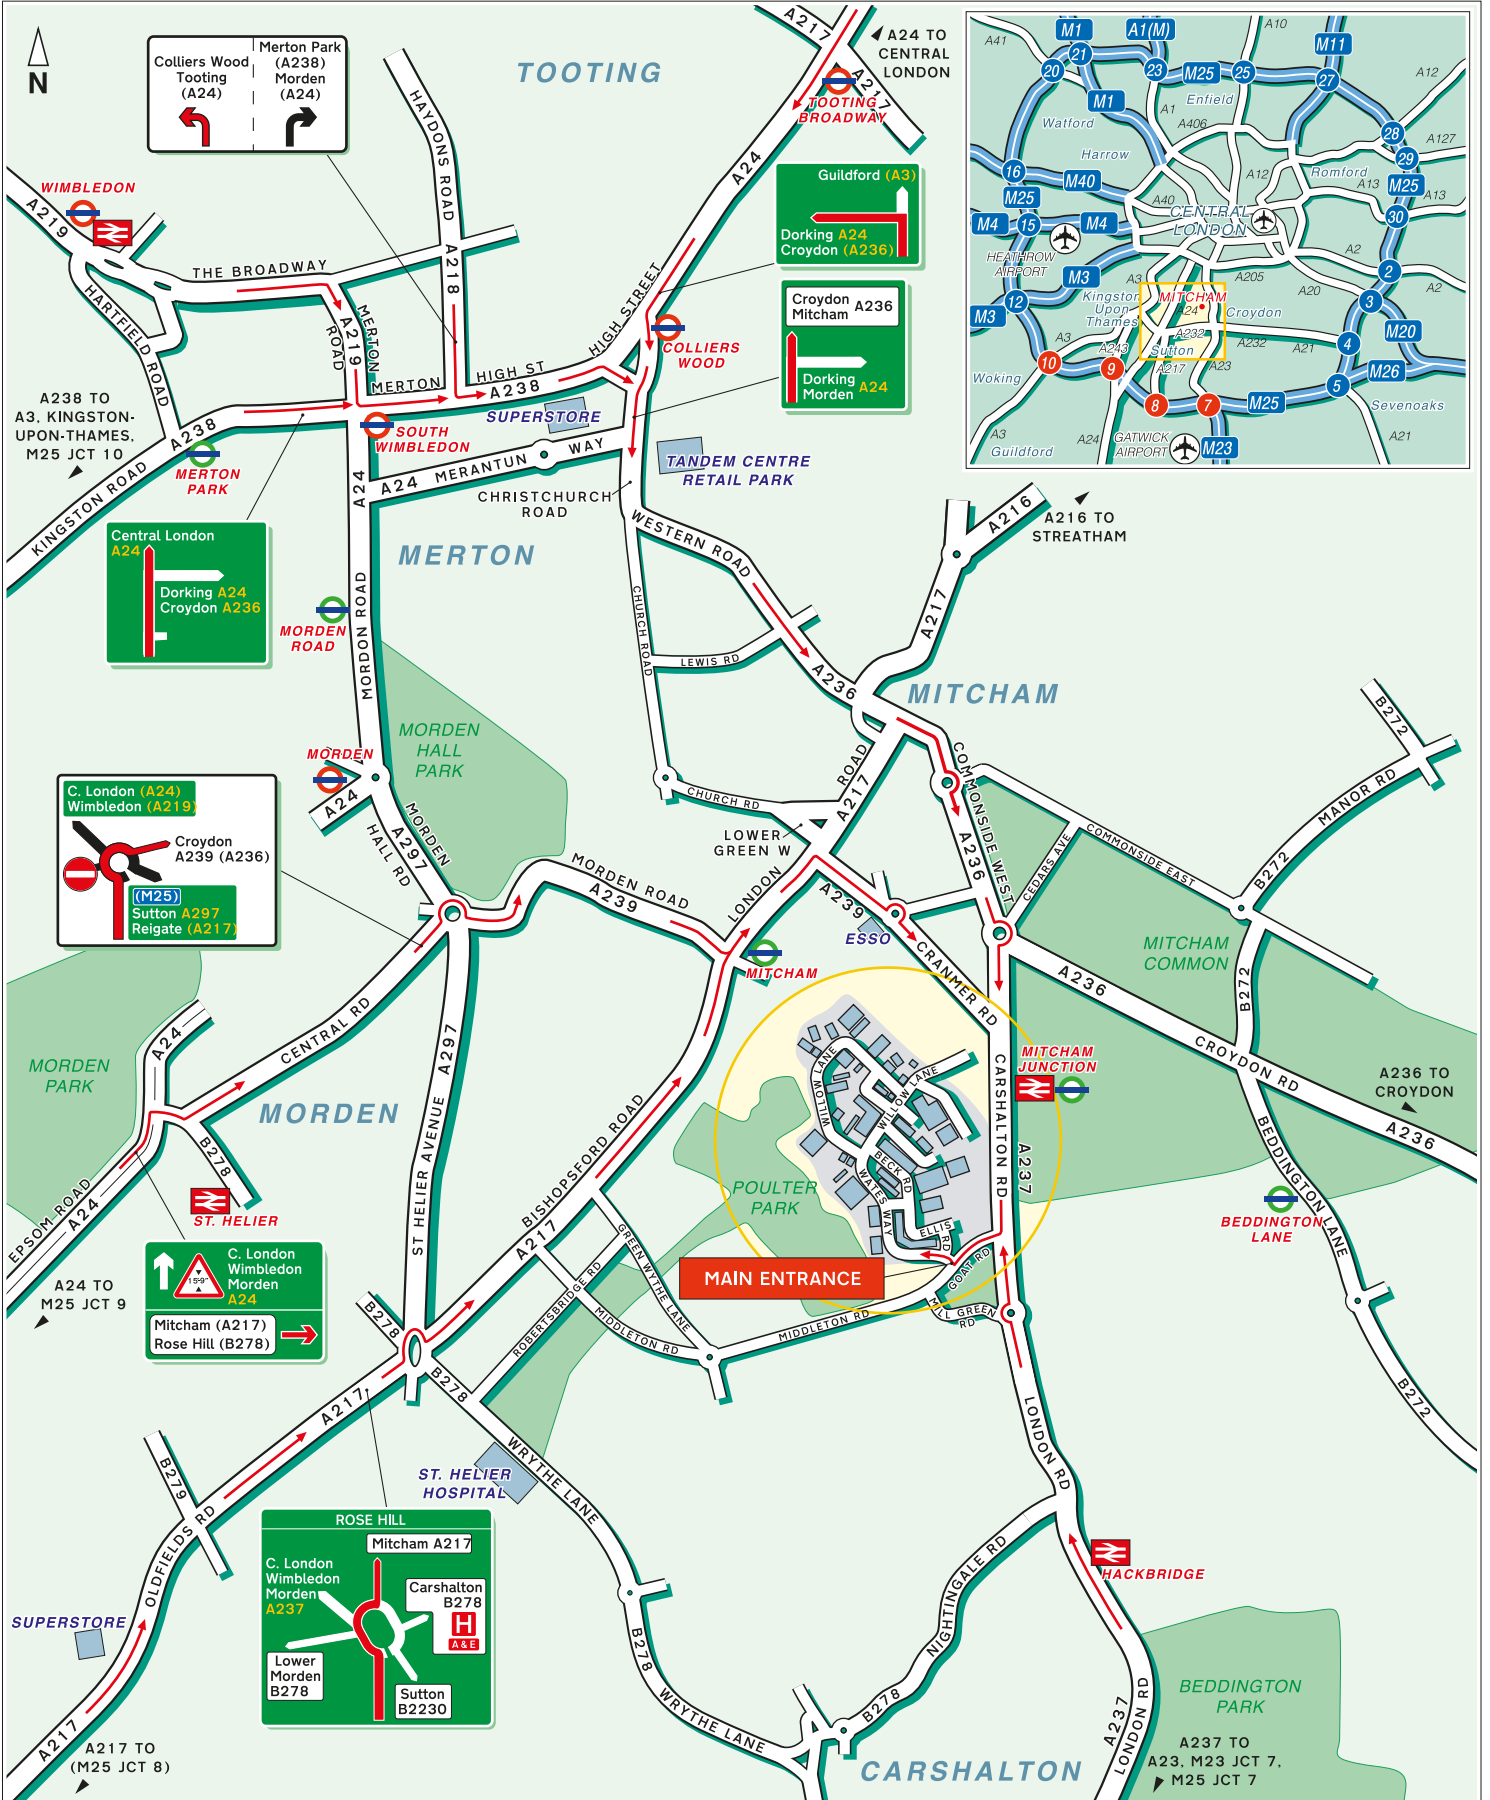 N
Colliers Wood
Tooting
(A24)
Merton Park
(A238)
Morden
(A24)
TOOTING
HAYDONS ROAD
A218
A217
A24 TO
CENTRAL
LONDON
A217
TOOTING
BROADWAY
A24
WIMBLEDON
A219
THE BROADWAY
HARTFIELD ROAD
MERTON
ROAD
A219
Guildford (A3)
Dorking A24
Croydon (A236)
HIGH STREET
COLLIERS
WOOD
Croydon
Mitcham
A236
Dorking
Morden A24
MERTON
HIGH ST
A238
SUPERSTORE
A238 TO
A3, KINGSTON-
UPON-THAMES,
M25 JCT 10
A238
KINGSTON ROAD
MERTON
PARK
SOUTH
WIMBLEDON
A24
A24 MERANTUN WAY
CHRISTCHURCH
ROAD
TANDEM CENTRE
RETAIL PARK
Central London
A24
Dorking A24
Croydon A236
MERTON
WESTERN ROAD
MORDON ROAD
MORDEN
ROAD
CHURCH ROAD
LEWIS RD
A236
A216
A216 TO
STREATHAM
A217
MITCHAM
M1
A1(M)
A10
M11
A41
20
21
23
M25
25
27
A12
M1
A1
Enfield
Watford
A406
28
A127
Harrow
29
16
M40
A12
Romford
M25
A13
A13
M25
A40
CENTRAL
LONDON
30
M4
15
M4
HEATHROW
AIRPORT
A2
M3
A3
A205
2
A20
A2
12
Kingston
Upon
Thames
MITCHAM
A24
Croydon
3
M3
A3
A232
A232
A21
M20
4
A243
Sutton
10
9
A217
A23
M26
Woking
5
8
7
M25
Sevenoaks
A3
Guildford
A24
GATWICK
AIRPORT
M23
A21
MORDEN
HALL
PARK
MORDEN
A24
MORDEN
HALL RD
A297
C. London (A24)
Wimbledon (A219)
Croydon
A239 (A236)
(M25)
Sutton A297
Reigate (A217)
CHURCH RD
ROAD
A217
LOWER
GREEN W
LONDON
MORDEN ROAD
A239
MITCHAM
A239
ESSO
CRANMER RD
COMMONSIDE WEST
A236
CEDARS AVE
COMMONSIDE EAST
B272
MANOR RD
B272
MITCHAM
COMMON
B272
A236
CROYDON RD
A236 TO
CROYDON
A236
MORDEN
PARK
A24
CENTRAL RD
A297
ST HELIER AVENUE
MORDEN
B278
EPSOM ROAD
A24
ST. HELIER
A24 TO
M25 JCT 9
C. London
Wimbledon
Morden
A24
15'-9"
Mitcham (A217)
Rose Hill (B278)
BISHOPSFORD ROAD
A217
WILLOW LANE
WILLOW LANE
BECK RD
WATES WAY
ELLIS RD
GOAT RD
CARSHALTON RD
A237
MITCHAM
JUNCTION
POULTER
PARK
MAIN ENTRANCE
GREEN WYTHE LANE
ROBERTSBRIDGE RD
MIDDLETON RD
MIDDLETON RD
MILL GREEN
RD
BEDDINGTON LANE
BEDDINGTON
LANE
B272
B278
B278
A217
ST. HELIER
HOSPITAL
WRYTHE LANE
LONDON RD
B279
OLDFIELDS RD
SUPERSTORE
A217
A217 TO
(M25 JCT 8)
ROSE HILL
Mitcham A217
C. London
Wimbledon
Morden
A237
Carshalton
B278
H
A&E
Lower
Morden
B278
Sutton
B2230
B278
WRYTHE LANE
B278
NIGHTINGALE RD
HACKBRIDGE
CARSHALTON
A237
LONDON RD
BEDDINGTON
PARK
A237 TO
A23, M23 JCT 7,
M25 JCT 7